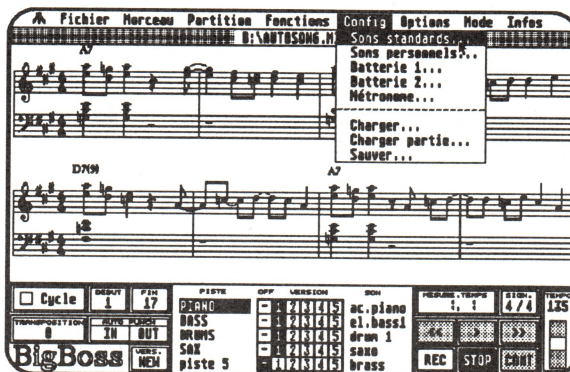 Fichier Morceau Partition Fonctions Config Options Mode Infos
D:\AUTOSONG.M
Sons standards...
Sons personnels...
Batterie 1...
Batterie 2...
Métronome...
Charger...
Charger partie...
Sauver...
A7
D7(9)
A7
Cycle
DEBUT
1
FIN
17
TRANSPOSITION
0
AUTO PUNCH
IN OUT
BigBoss
VERS.
NEW
PISTE OFF VERSION SON
PIANO - 1 2 3 4 5 ac.piano
BASS - 1 2 3 4 5 el.bassi
DRUMS - 1 2 3 4 5 drum 1
SAX - 1 2 3 4 5 saxo
piste 5 - 1 2 3 4 5 brass
MESURE.TEMPS
1. 1
SIGN.
4/4
TEMPO
135
<< >>
REC STOP CONT